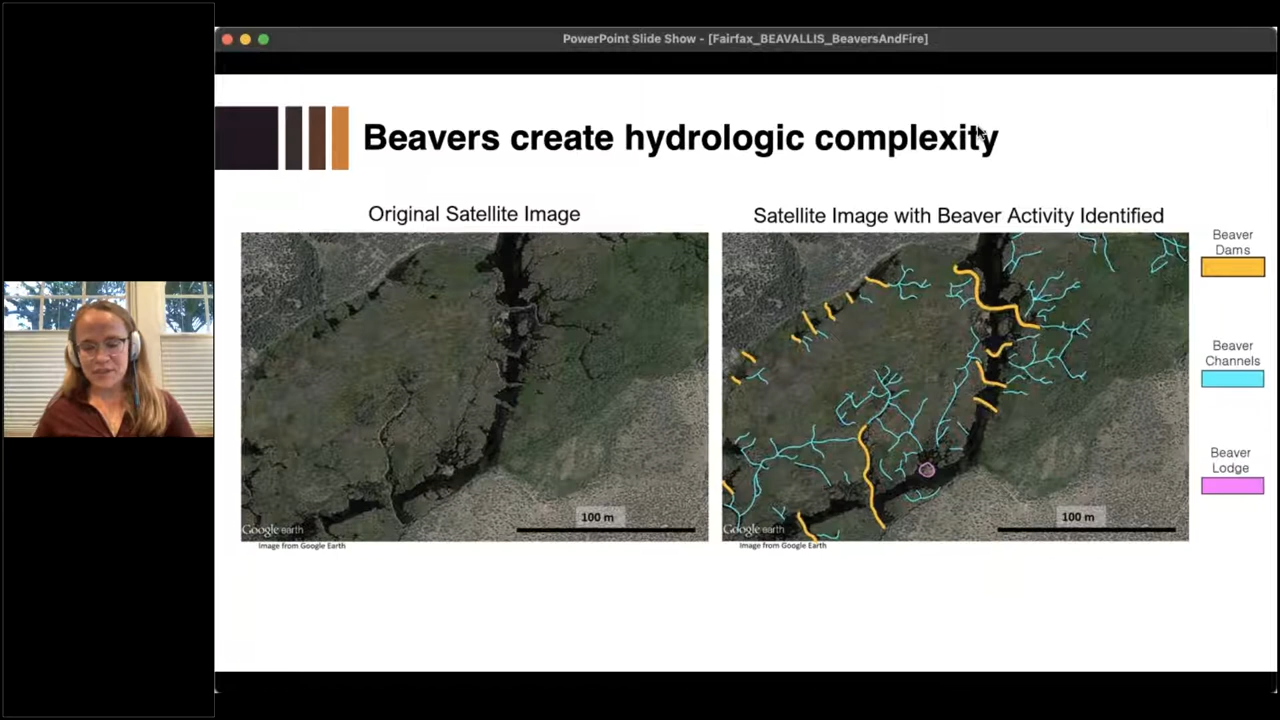 PowerPoint Slide Show - [Fairfax_BEAVALLIS_BeaversAndFire]
Beavers create hydrologic complexity
Original Satellite Image
Satellite Image with Beaver Activity Identified
Beaver
Dams
Beaver
Channels
Beaver
Lodge
100 m
100 m
Google earth
Google earth
Image from Google Earth
Image from Google Earth